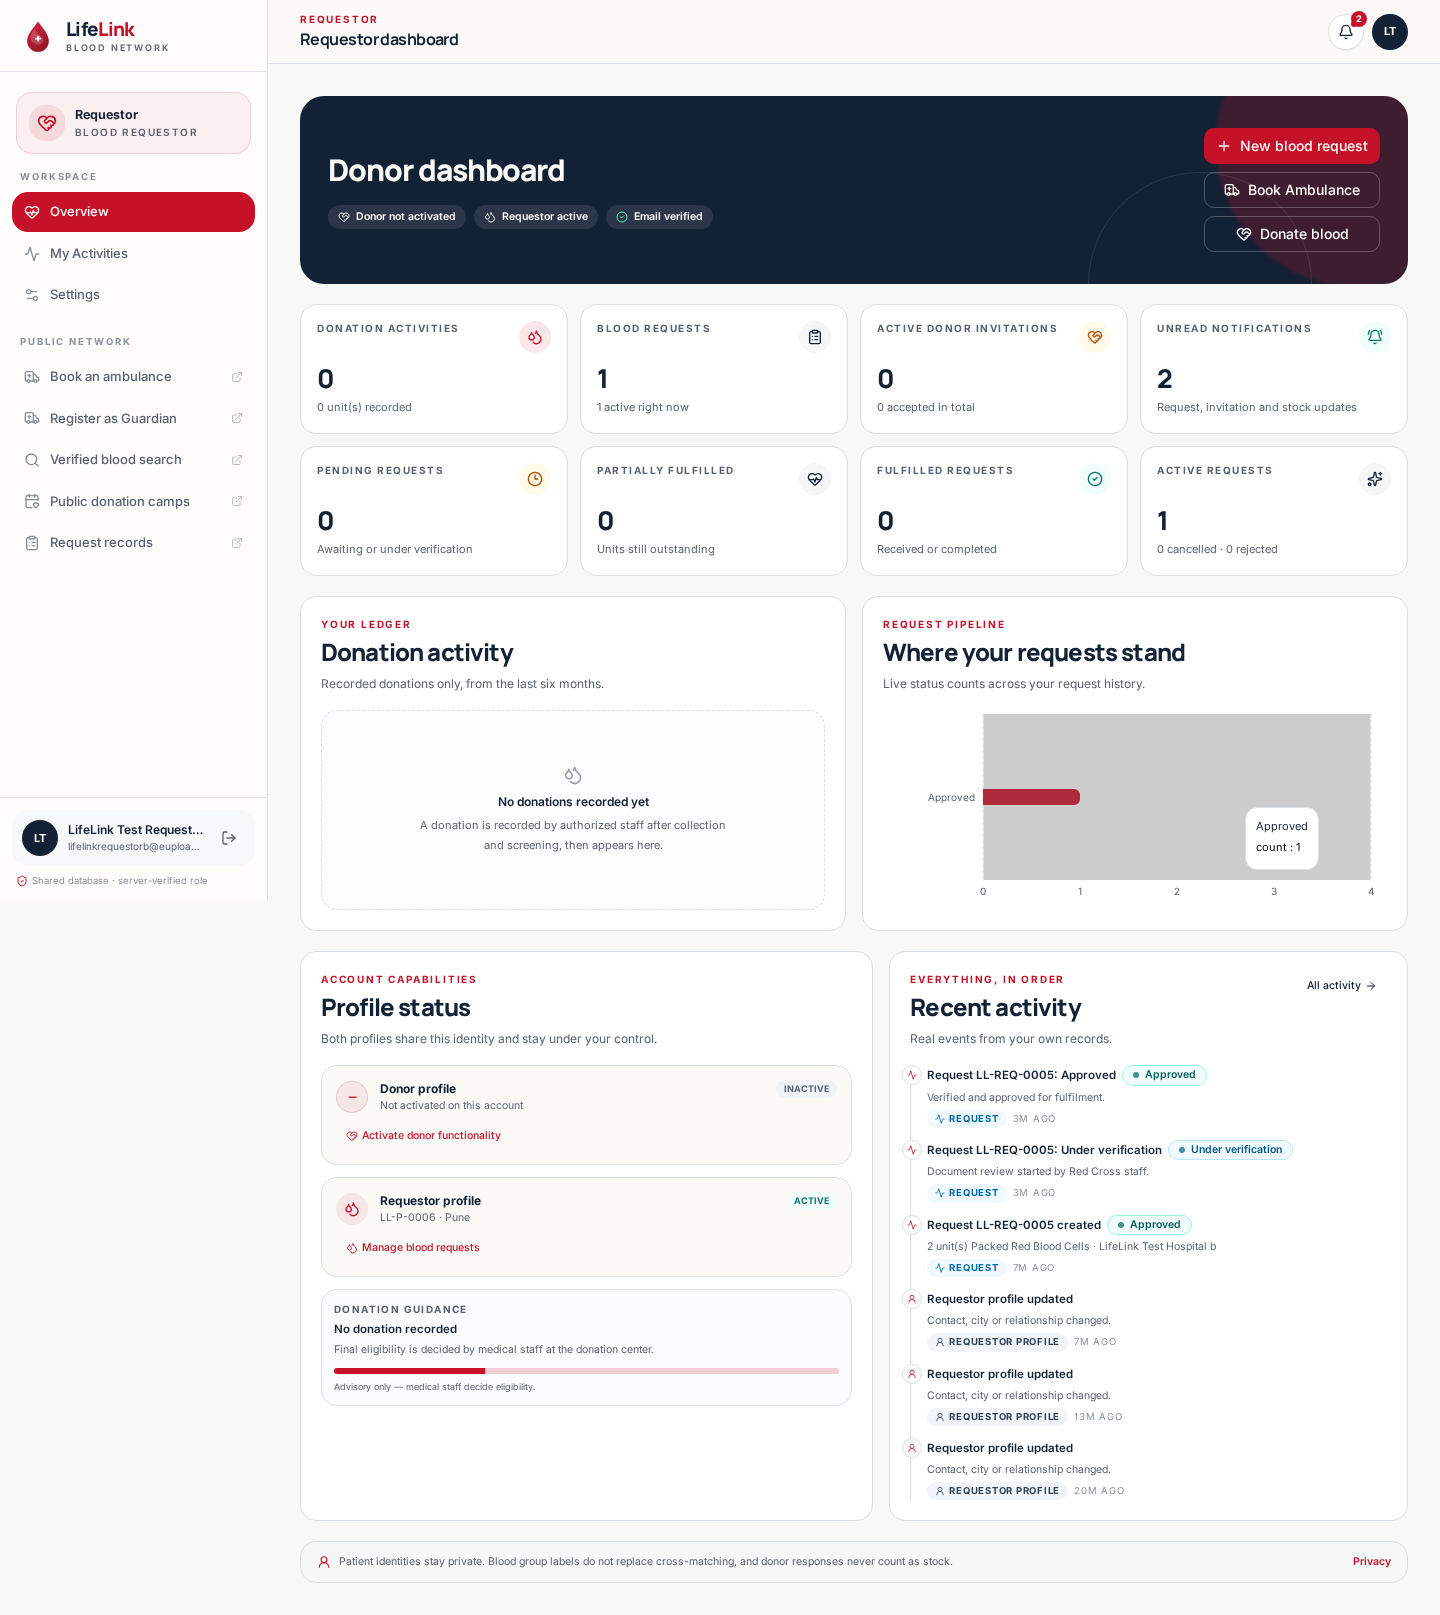 LifeLink
BLOOD NETWORK
Requestor
BLOOD REQUESTOR
WORKSPACE
Overview
My Activities
Settings
PUBLIC NETWORK
Book an ambulance
Register as Guardian
Verified blood search
Public donation camps
Request records
LT
LifeLink Test Request...
lifelinkrequestorb@euploa...
Shared database · server-verified role
REQUESTOR
Requestor dashboard
2
LT
Donor dashboard
Donor not activated
Requestor active
Email verified
New blood request
Book Ambulance
Donate blood
DONATION ACTIVITIES
0
0 unit(s) recorded
BLOOD REQUESTS
1
1 active right now
ACTIVE DONOR INVITATIONS
0
0 accepted in total
UNREAD NOTIFICATIONS
2
Request, invitation and stock updates
PENDING REQUESTS
0
Awaiting or under verification
PARTIALLY FULFILLED
0
Units still outstanding
FULFILLED REQUESTS
0
Received or completed
ACTIVE REQUESTS
1
0 cancelled · 0 rejected
YOUR LEDGER
Donation activity
Recorded donations only, from the last six months.
No donations recorded yet
A donation is recorded by authorized staff after collection
and screening, then appears here.
REQUEST PIPELINE
Where your requests stand
Live status counts across your request history.
Approved
Approved
count : 1
0 1 2 3 4
ACCOUNT CAPABILITIES
Profile status
Both profiles share this identity and stay under your control.
Donor profile
INACTIVE
Not activated on this account
Activate donor functionality
Requestor profile
ACTIVE
LL-P-0006 · Pune
Manage blood requests
DONATION GUIDANCE
No donation recorded
Final eligibility is decided by medical staff at the donation center.
Advisory only — medical staff decide eligibility.
EVERYTHING, IN ORDER
All activity
Recent activity
Real events from your own records.
Request LL-REQ-0005: Approved Approved
Verified and approved for fulfilment.
REQUEST 3M AGO
Request LL-REQ-0005: Under verification Under verification
Document review started by Red Cross staff.
REQUEST 3M AGO
Request LL-REQ-0005 created Approved
2 unit(s) Packed Red Blood Cells · LifeLink Test Hospital b
REQUEST 7M AGO
Requestor profile updated
Contact, city or relationship changed.
REQUESTOR PROFILE 7M AGO
Requestor profile updated
Contact, city or relationship changed.
REQUESTOR PROFILE 13M AGO
Requestor profile updated
Contact, city or relationship changed.
REQUESTOR PROFILE 20M AGO
Patient identities stay private. Blood group labels do not replace cross-matching, and donor responses never count as stock.
Privacy